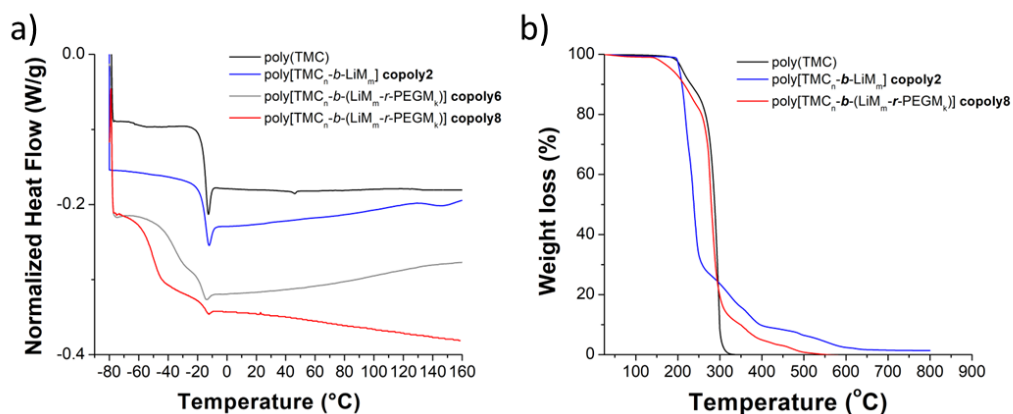 a)
Normalized Heat Flow (W/g)
0.0
-0.2
-0.4
poly(TMC)
poly[TMCₙ-b-LiMₘ] copoly2
poly[TMCₙ-b-(LiMₘ-r-PEGMₖ)] copoly6
poly[TMCₙ-b-(LiMₘ-r-PEGMₖ)] copoly8
-80 -60 -40 -20 0 20 40 60 80 100 120 140 160
Temperature (°C)
b)
Weight loss (%)
100
80
60
40
20
0
poly(TMC)
poly[TMCₙ-b-LiMₘ] copoly2
poly[TMCₙ-b-(LiMₘ-r-PEGMₖ)] copoly8
100 200 300 400 500 600 700 800 900
Temperature (°C)